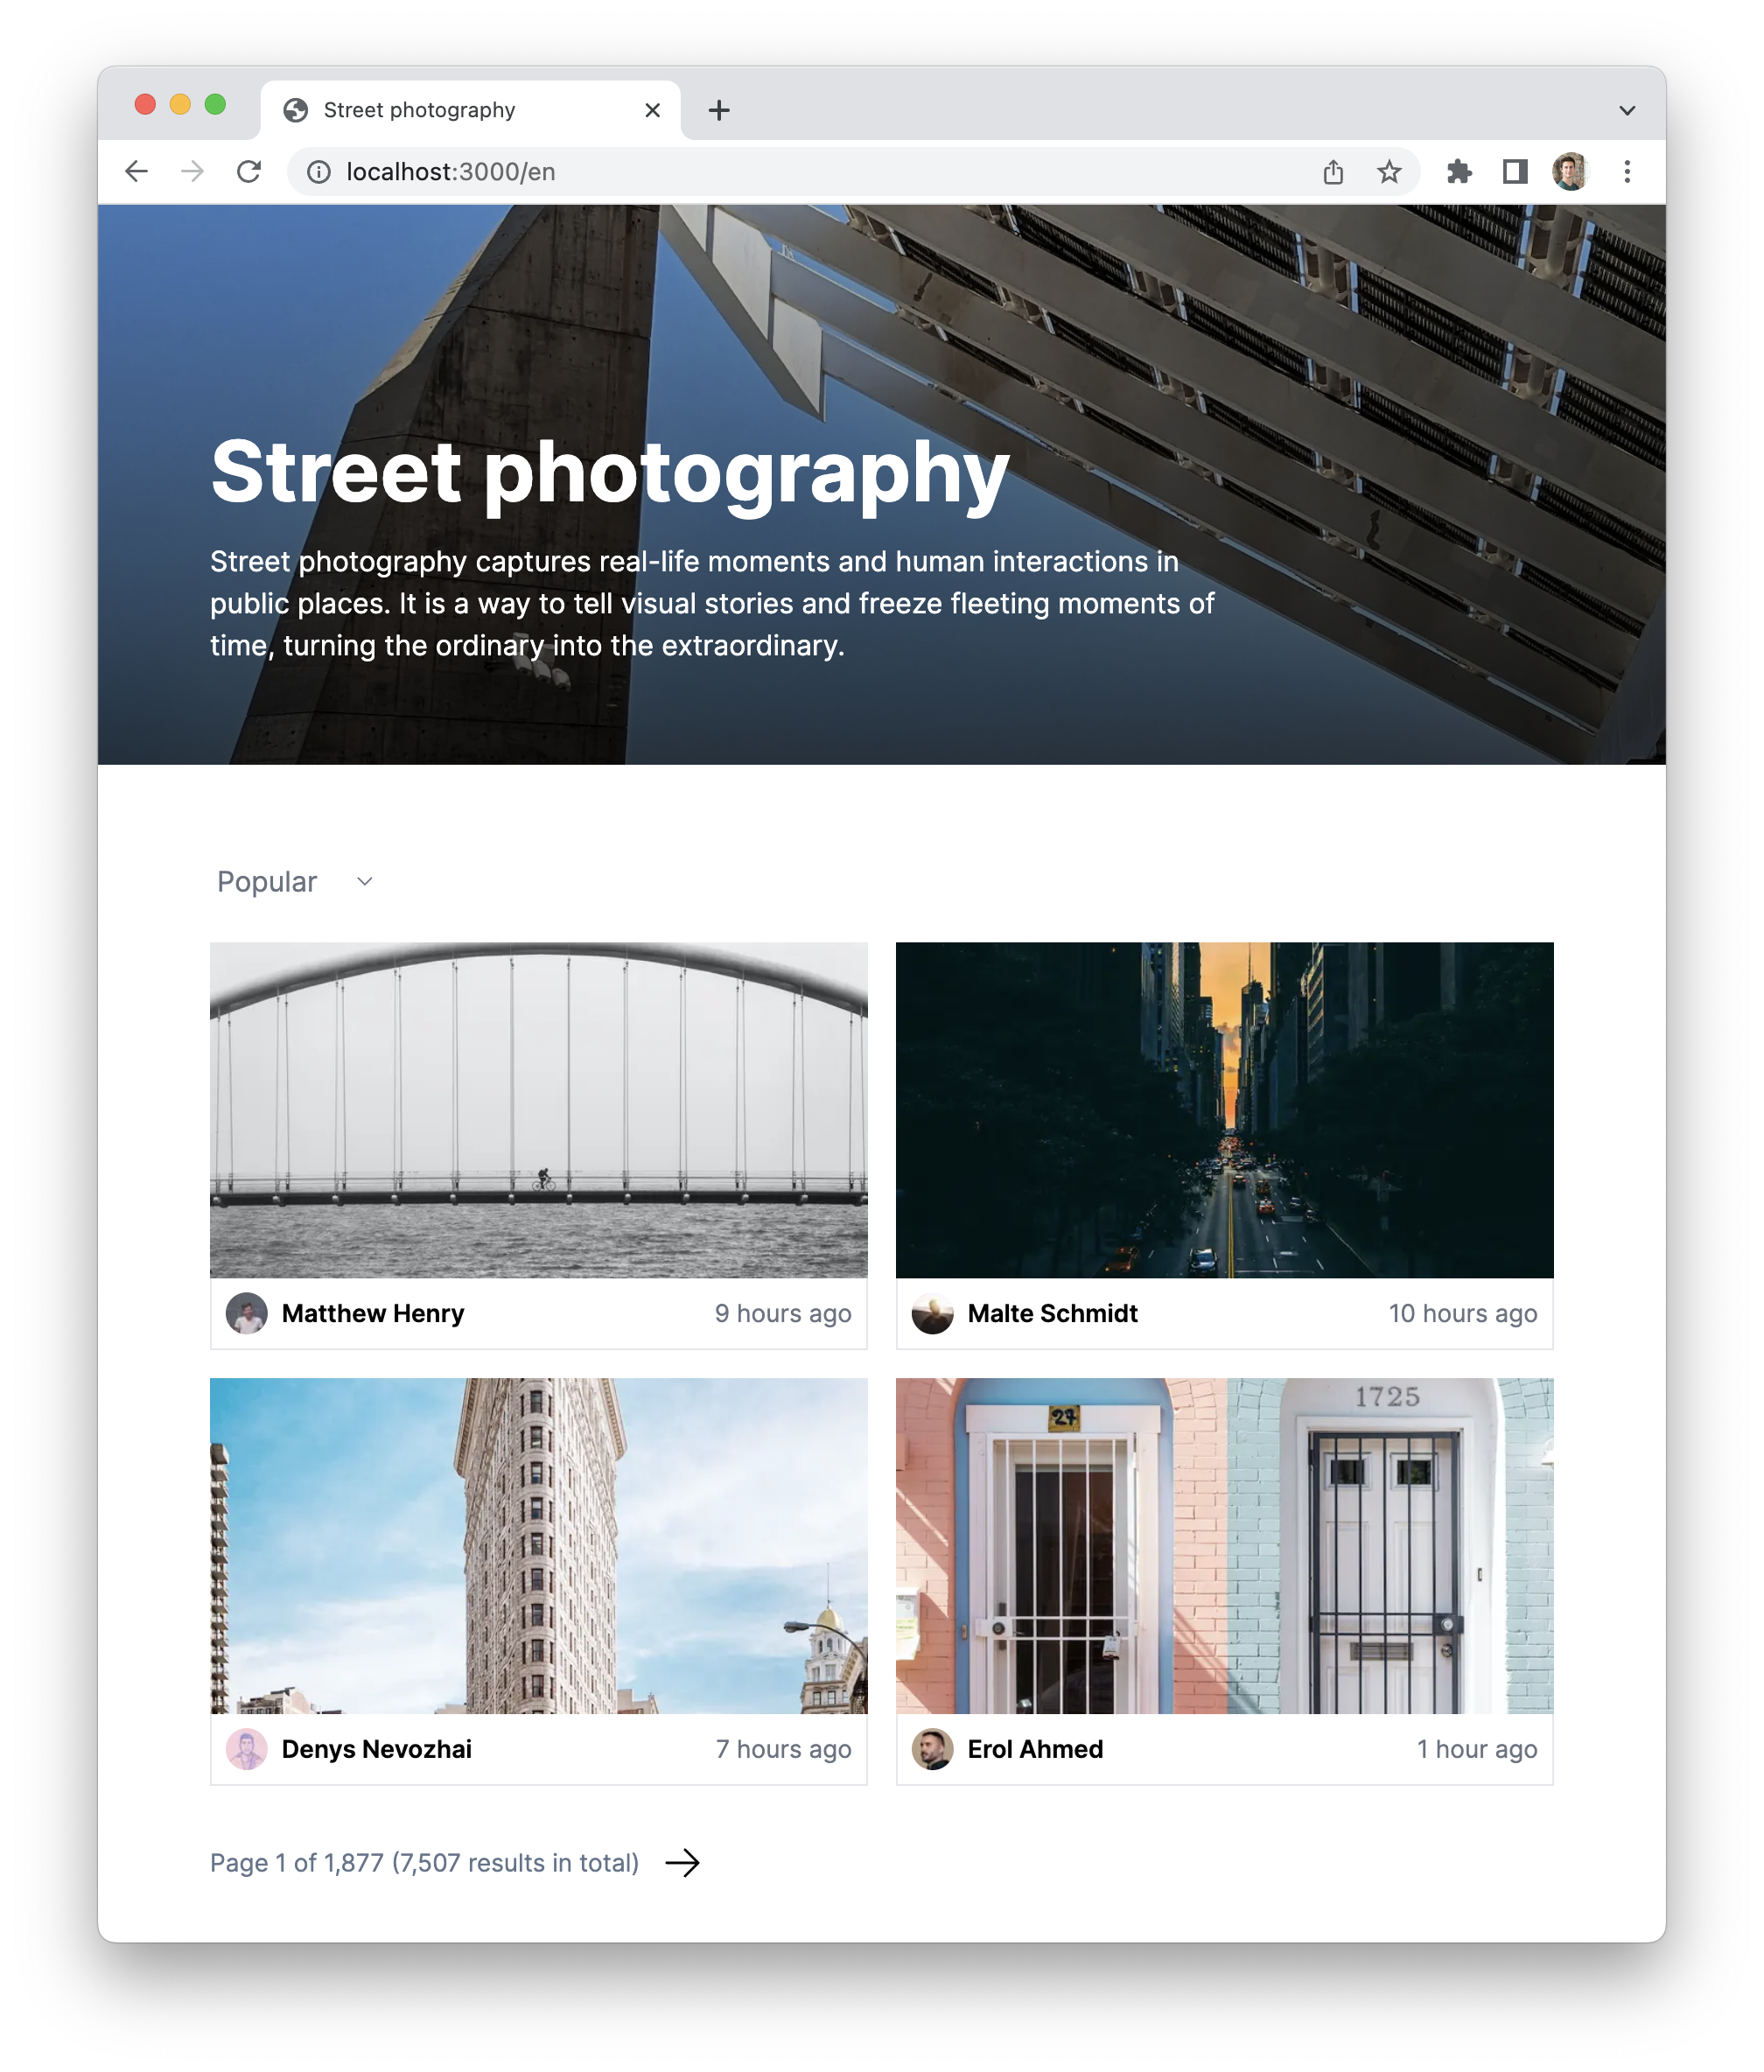 Street photography
localhost:3000/en
Street photography
Street photography captures real-life moments and human interactions in
public places. It is a way to tell visual stories and freeze fleeting moments of
time, turning the ordinary into the extraordinary.
Popular
Matthew Henry 9 hours ago
Malte Schmidt 10 hours ago
27
1725
Denys Nevozhai 7 hours ago
Erol Ahmed 1 hour ago
Page 1 of 1,877 (7,507 results in total)